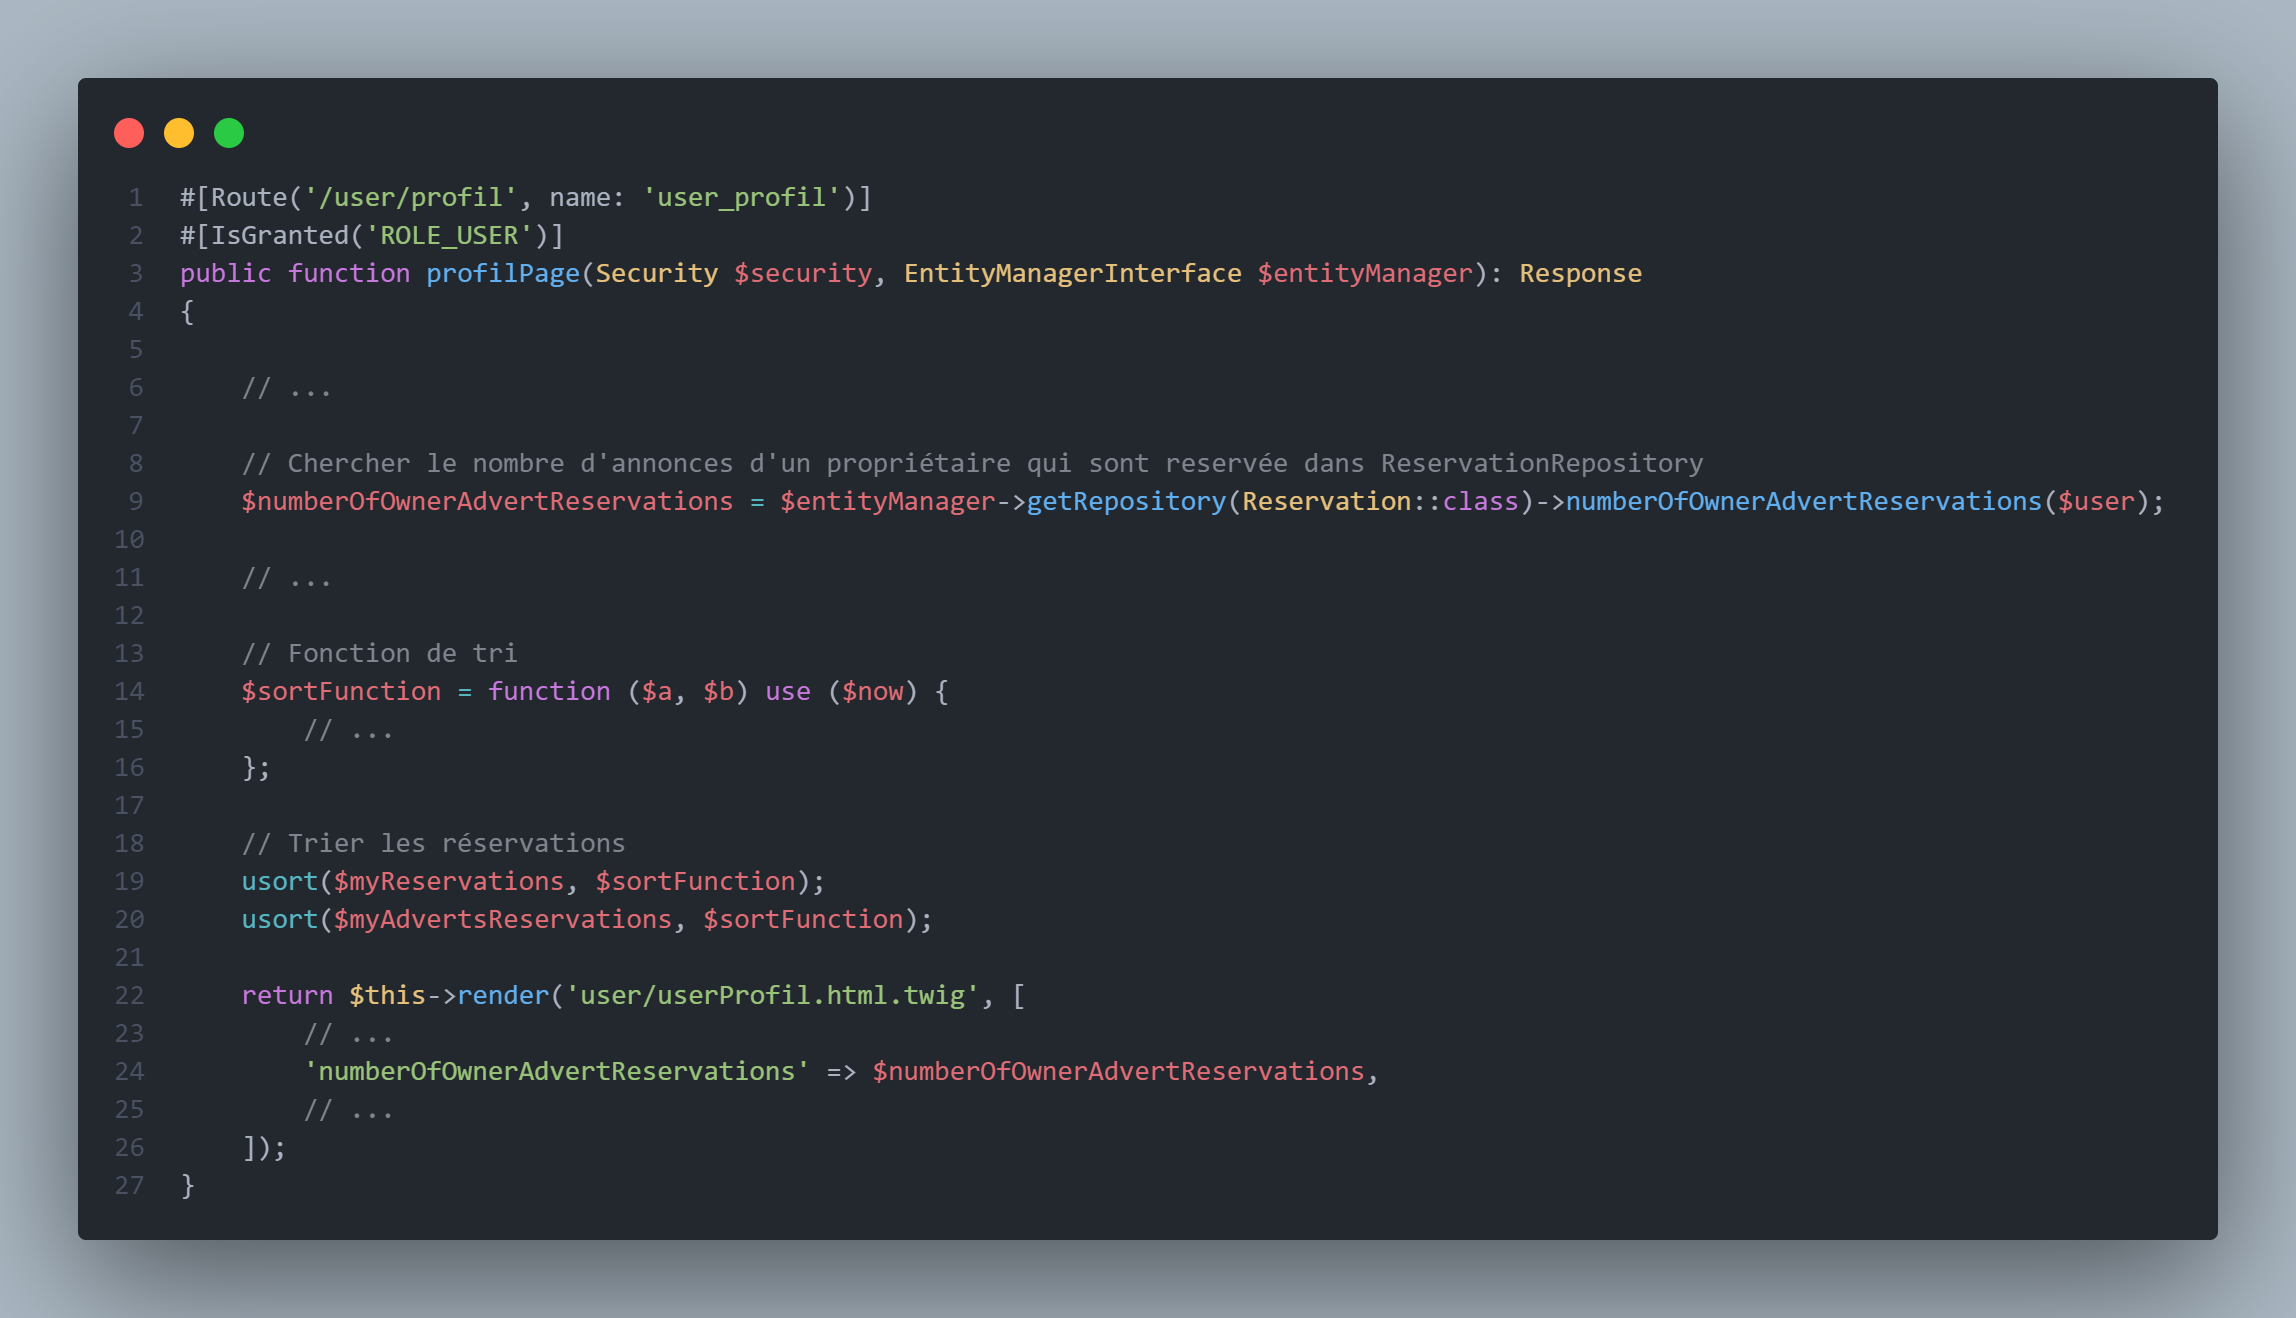 1 #[Route('/user/profil', name: 'user_profil')]
2 #[IsGranted('ROLE_USER')]
3 public function profilPage(Security $security, EntityManagerInterface $entityManager): Response
4 {
5
6     // ...
7
8     // Chercher le nombre d'annonces d'un propriétaire qui sont reservée dans ReservationRepository
9     $numberOfOwnerAdvertReservations = $entityManager->getRepository(Reservation::class)->numberOfOwnerAdvertReservations($user);
10
11     // ...
12
13     // Fonction de tri
14     $sortFunction = function ($a, $b) use ($now) {
15         // ...
16     };
17
18     // Trier les réservations
19     usort($myReservations, $sortFunction);
20     usort($myAdvertsReservations, $sortFunction);
21
22     return $this->render('user/userProfil.html.twig', [
23         // ...
24         'numberOfOwnerAdvertReservations' => $numberOfOwnerAdvertReservations,
25         // ...
26     ]);
27 }